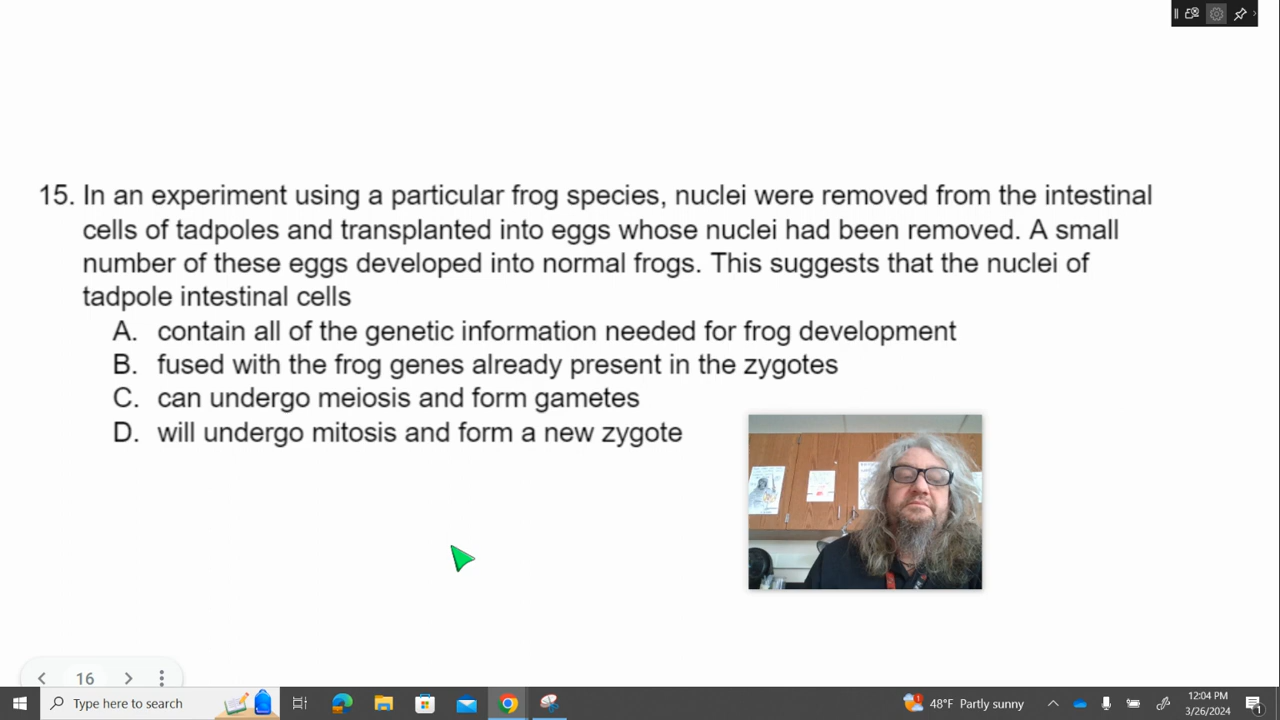 15. In an experiment using a particular frog species, nuclei were removed from the intestinal
cells of tadpoles and transplanted into eggs whose nuclei had been removed. A small
number of these eggs developed into normal frogs. This suggests that the nuclei of
tadpole intestinal cells
A. contain all of the genetic information needed for frog development
B. fused with the frog genes already present in the zygotes
C. can undergo meiosis and form gametes
D. will undergo mitosis and form a new zygote
16
Type here to search
1
48°F Partly sunny
12:04 PM
3/26/2024
1